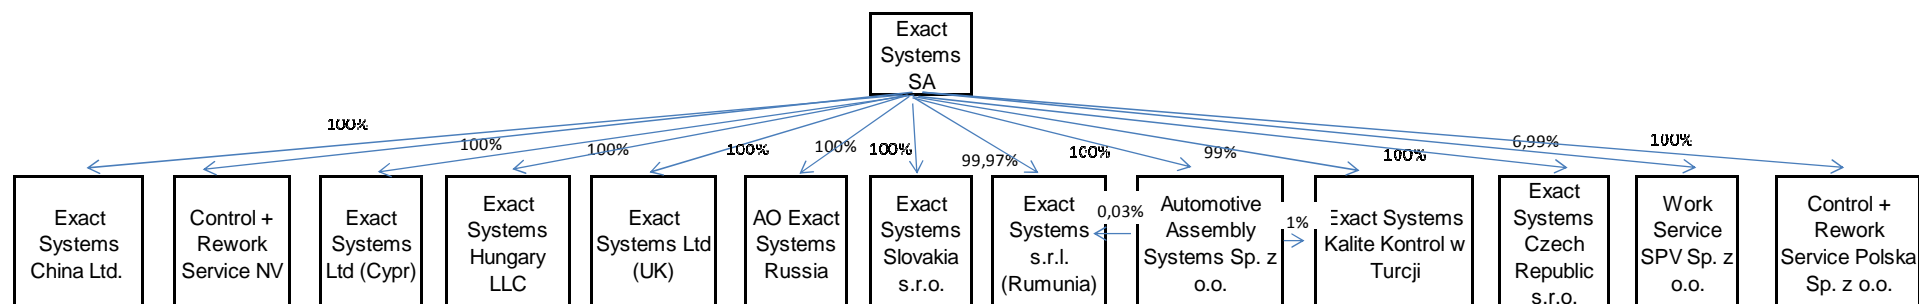 Exact
Systems
SA
100%
100%
100%
100%
100%
100%
99,97%
100%
99%
100%
6,99%
100%
Exact
Systems
China Ltd.
Control +
Rework
Service NV
Exact
Systems
Ltd (Cypr)
Exact
Systems
Hungary
LLC
Exact
Systems Ltd
(UK)
AO Exact
Systems
Russia
Exact
Systems
Slovakia
s.r.o.
Exact
Systems
s.r.l.
(Rumunia)
0,03%
Automotive
Assembly
Systems Sp. z
o.o.
1%
Exact Systems
Kalite Kontrol w
Turcji
Exact
Systems
Czech
Republic
s.r.o.
Work
Service
SPV Sp. z
o.o.
Control +
Rework
Service Polska
Sp. z o.o.